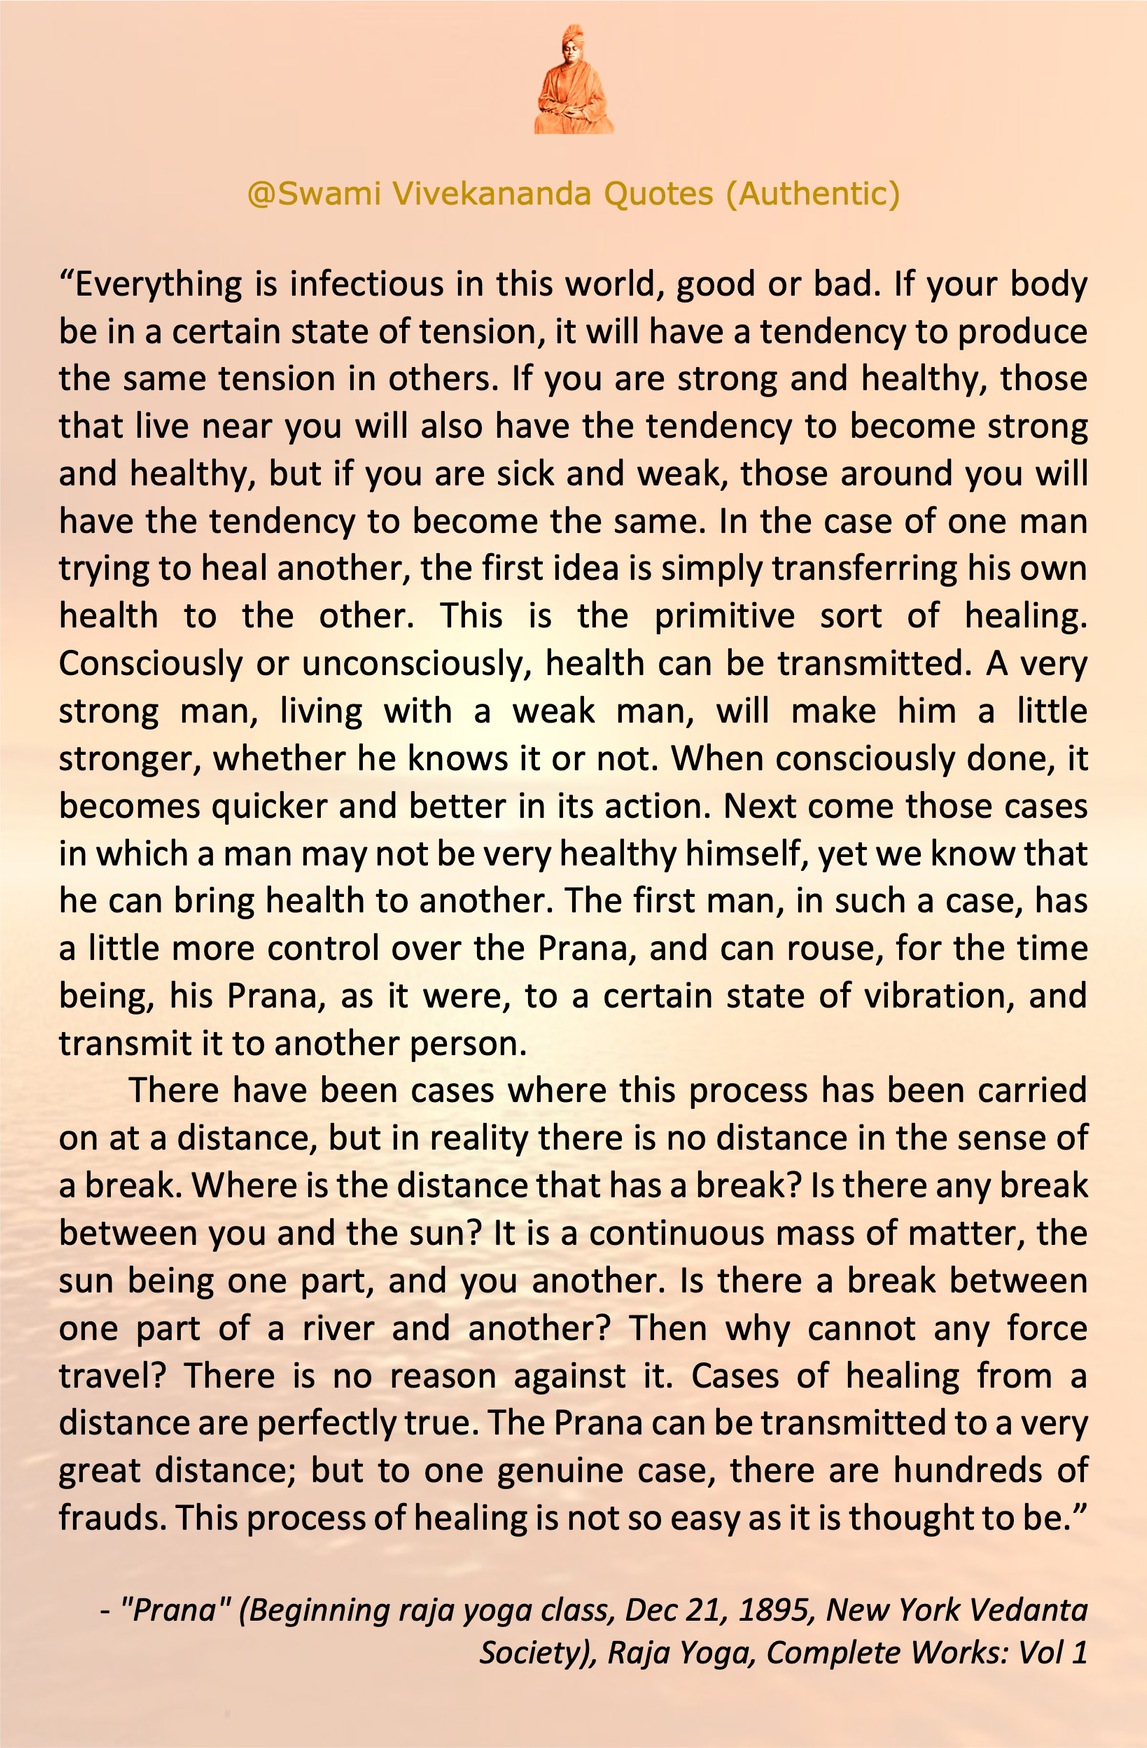 @Swami Vivekananda Quotes (Authentic)
“Everything is infectious in this world, good or bad. If your body
be in a certain state of tension, it will have a tendency to produce
the same tension in others. If you are strong and healthy, those
that live near you will also have the tendency to become strong
and healthy, but if you are sick and weak, those around you will
have the tendency to become the same. In the case of one man
trying to heal another, the first idea is simply transferring his own
health to the other. This is the primitive sort of healing.
Consciously or unconsciously, health can be transmitted. A very
strong man, living with a weak man, will make him a little
stronger, whether he knows it or not. When consciously done, it
becomes quicker and better in its action. Next come those cases
in which a man may not be very healthy himself, yet we know that
he can bring health to another. The first man, in such a case, has
a little more control over the Prana, and can rouse, for the time
being, his Prana, as it were, to a certain state of vibration, and
transmit it to another person.
There have been cases where this process has been carried
on at a distance, but in reality there is no distance in the sense of
a break. Where is the distance that has a break? Is there any break
between you and the sun? It is a continuous mass of matter, the
sun being one part, and you another. Is there a break between
one part of a river and another? Then why cannot any force
travel? There is no reason against it. Cases of healing from a
distance are perfectly true. The Prana can be transmitted to a very
great distance; but to one genuine case, there are hundreds of
frauds. This process of healing is not so easy as it is thought to be.”
- "Prana" (Beginning raja yoga class, Dec 21, 1895, New York Vedanta
Society), Raja Yoga, Complete Works: Vol 1